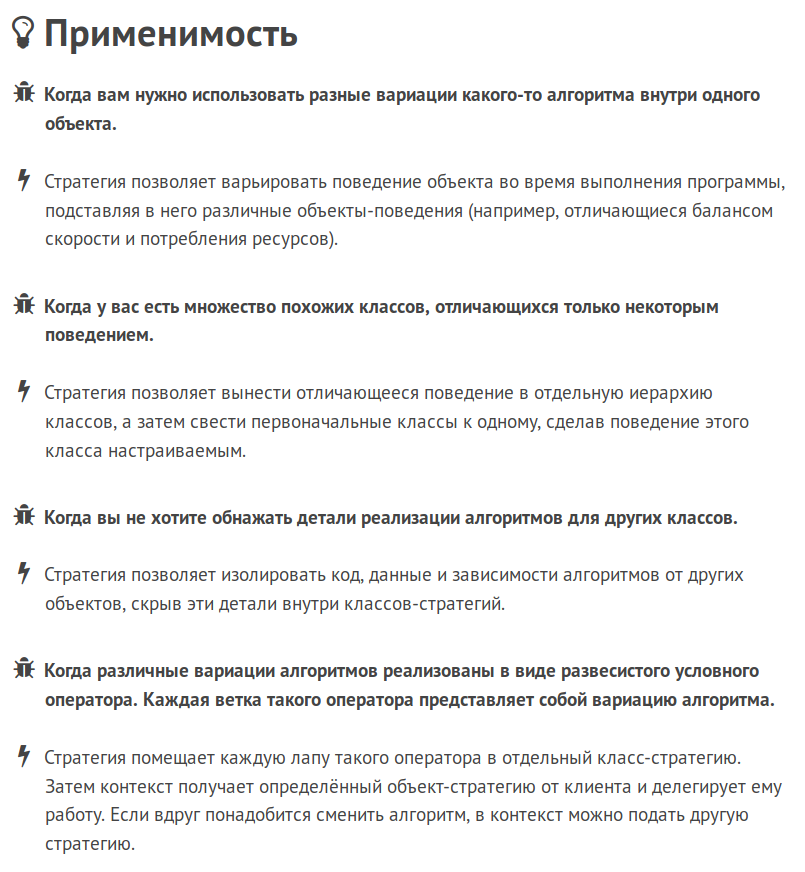 Применимость
Когда вам нужно использовать разные вариации какого-то алгоритма внутри одного
объекта.
Стратегия позволяет варьировать поведение объекта во время выполнения программы,
подставляя в него различные объекты-поведения (например, отличающиеся балансом
скорости и потребления ресурсов).
Когда у вас есть множество похожих классов, отличающихся только некоторым
поведением.
Стратегия позволяет вынести отличающееся поведение в отдельную иерархию
классов, а затем свести первоначальные классы к одному, сделав поведение этого
класса настраиваемым.
Когда вы не хотите обнажать детали реализации алгоритмов для других классов.
Стратегия позволяет изолировать код, данные и зависимости алгоритмов от других
объектов, скрыв эти детали внутри классов-стратегий.
Когда различные вариации алгоритмов реализованы в виде развесистого условного
оператора. Каждая ветка такого оператора представляет собой вариацию алгоритма.
Стратегия помещает каждую лапу такого оператора в отдельный класс-стратегию.
Затем контекст получает определённый объект-стратегию от клиента и делегирует ему
работу. Если вдруг понадобится сменить алгоритм, в контекст можно подать другую
стратегию.